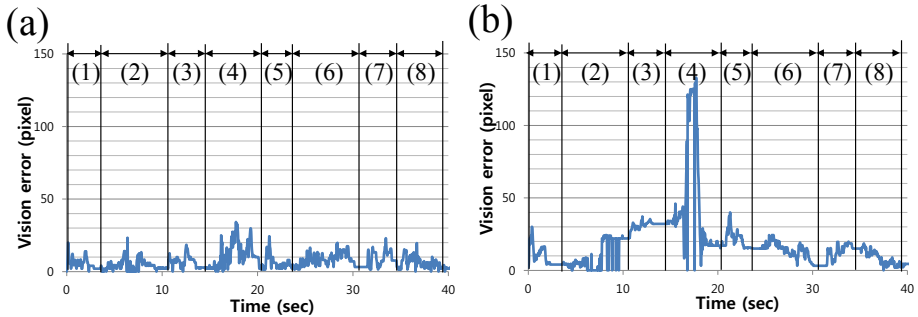 (a)
150
100
50
0
Vision error (pixel)
(1) (2) (3) (4) (5) (6) (7) (8)
0 10 20 30 40
Time (sec)
(b)
150
100
50
0
Vision error (pixel)
(1) (2) (3) (4) (5) (6) (7) (8)
0 10 20 30 40
Time (sec)